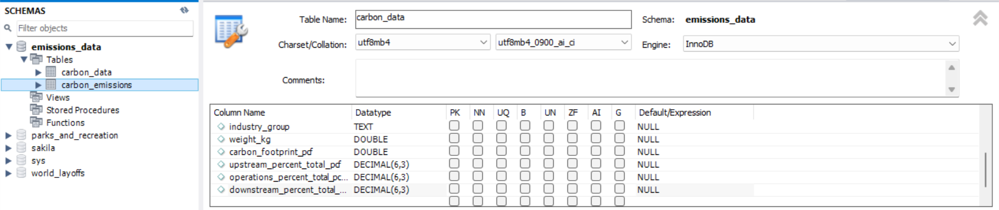 SCHEMAS
Filter objects
emissions_data
Tables
carbon_data
carbon_emissions
Views
Stored Procedures
Functions
parks_and_recreation
sakila
sys
world_layoffs
Table Name: carbon_data Schema: emissions_data
Charset/Collation: utf8mb4 utf8mb4_0900_ai_ci Engine: InnoDB
Comments:
Column Name Datatype PK NN UQ B UN ZF AI G Default/Expression
industry_group TEXT NULL
weight_kg DOUBLE NULL
carbon_footprint_pcf DOUBLE NULL
upstream_percent_total_pcf DECIMAL(6,3) NULL
operations_percent_total_pc... DECIMAL(6,3) NULL
downstream_percent_total_... DECIMAL(6,3) NULL